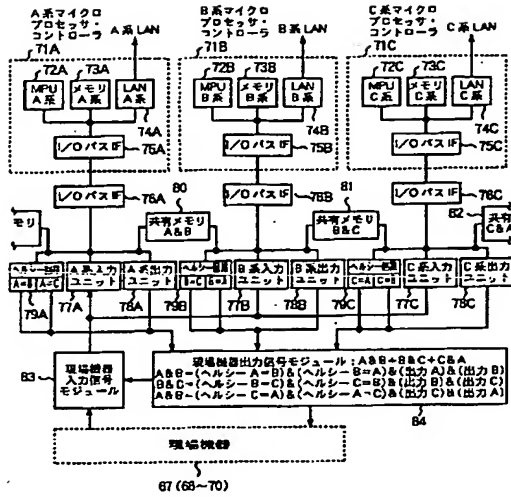 A系マイクロ
プロセッサ・
コントローラ
71A
A系LAN
B系マイクロ
プロセッサ・
コントローラ
71B
B系LAN
C系マイクロ
プロセッサ・
コントローラ
71C
C系LAN
72A 73A
MPU
A系
メモリ
A系
LAN
A系
74A
72B 73B
MPU
B系
メモリ
B系
LAN
B系
74B
72C 73C
MPU
C系
メモリ
C系
LAN
C系
74C
I/OバスIF
75A
I/OバスIF
75B
I/OバスIF
75C
I/OバスIF
76A
I/OバスIF
76B
I/OバスIF
76C
80
81
82
モリ
共有メモリ
A&B
共有メモリ
B&C
共有
C&A
ヘルシー
A系入力
ユニット
A系出力
ユニット
ヘルシー
B系入力
ユニット
B系出力
ユニット
ヘルシー
C系入力
ユニット
C系出力
ユニット
79A
77A
78A
79B
77B
78B
79C
77C
78C
83
現場機器
入力信号
モジュール
現場機器出力信号モジュール:A&B+B&C+C&A
A&B=(ヘルシーA=B)&(ヘルシーB=A)&(出力A)&(出力B)
B&C=(ヘルシーB=C)&(ヘルシーC=B)&(出力B)&(出力C)
A&B=(ヘルシーC=A)&(ヘルシーA=C)&(出力C)&(出力A)
84
現場機器
67(68~70)